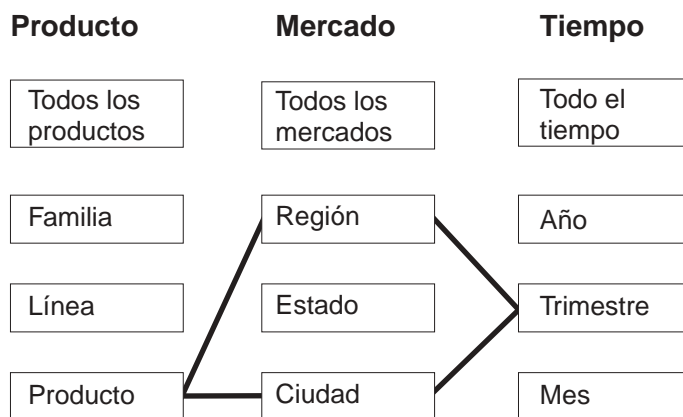 Producto Mercado Tiempo
Todos los
productos
Todos los
mercados
Todo el
tiempo
Familia Región Año
Línea Estado Trimestre
Producto Ciudad Mes